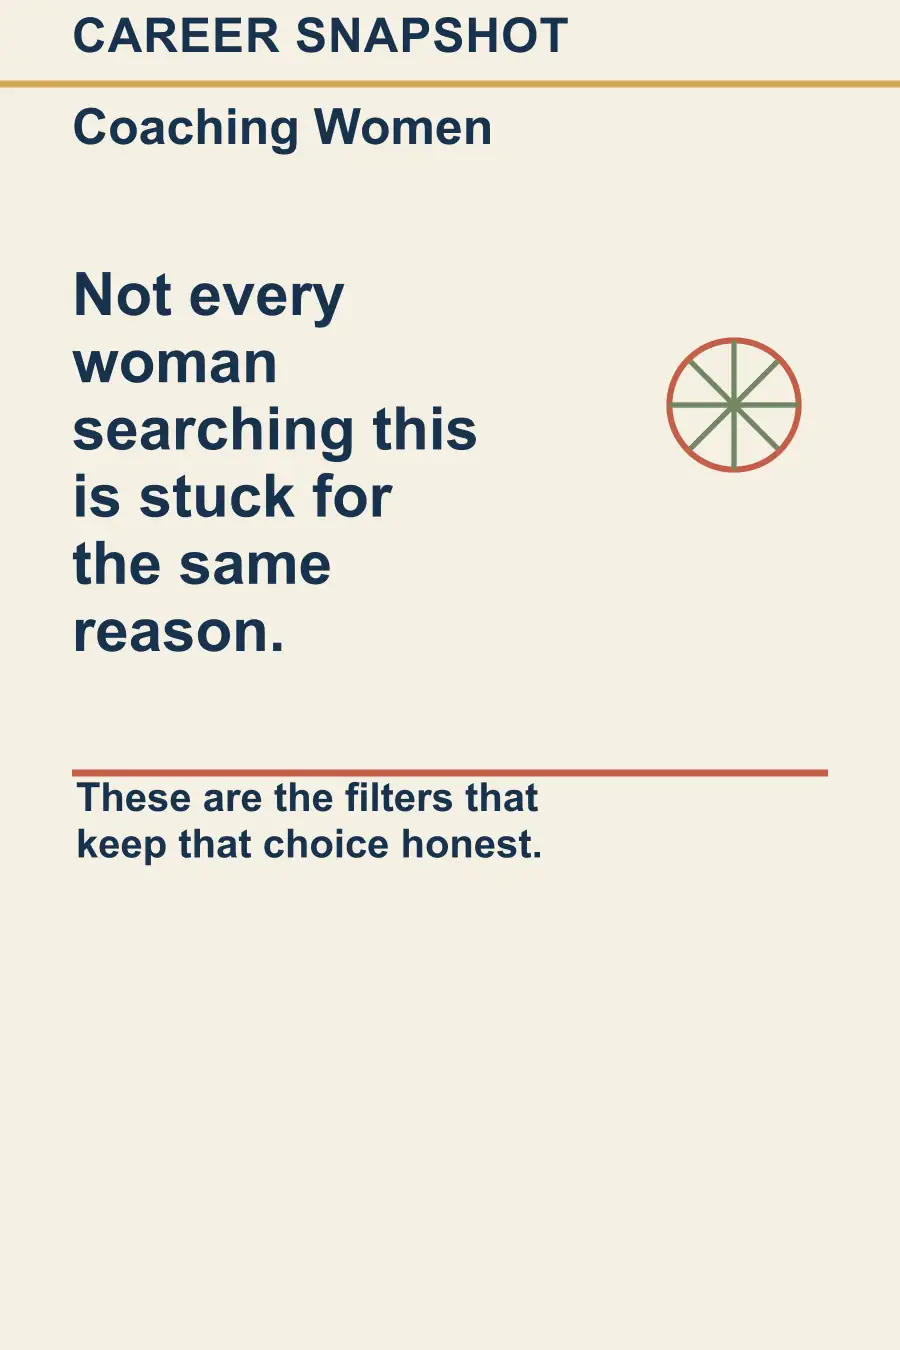 CAREER SNAPSHOT
Coaching Women
Not every
woman
searching this
is stuck for
the same
reason.
These are the filters that
keep that choice honest.